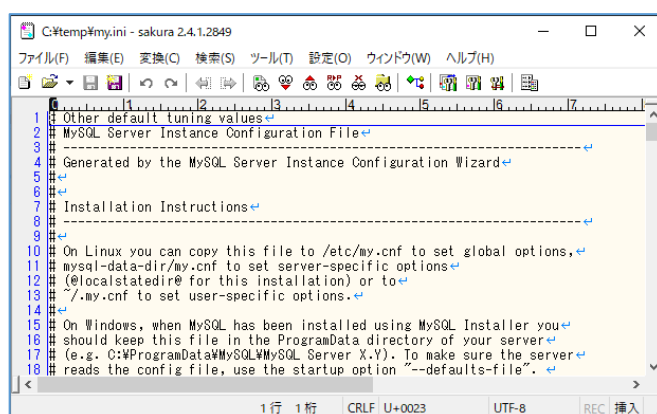 C:¥temp¥my.ini - sakura 2.4.1.2849
ファイル(F) 編集(E) 変換(C) 検索(S) ツール(T) 設定(O) ウィンドウ(W) ヘルプ(H)
0 1 2 3 4 5 6 7
1 # Other default tuning values
2 # MySQL Server Instance Configuration File
3 # ----------------------------------------------------------------------
4 # Generated by the MySQL Server Instance Configuration Wizard
5 #
6 #
7 # Installation Instructions
8 # ----------------------------------------------------------------------
9 #
10 # On Linux you can copy this file to /etc/my.cnf to set global options,
11 # mysql-data-dir/my.cnf to set server-specific options
12 # (@localstatedir@ for this installation) or to
13 # ~/.my.cnf to set user-specific options.
14 #
15 # On Windows, when MySQL has been installed using MySQL Installer you
16 # should keep this file in the ProgramData directory of your server
17 # (e.g. C:¥ProgramData¥MySQL¥MySQL Server X.Y). To make sure the server
18 # reads the config file, use the startup option "--defaults-file".
1 行 1 桁 CRLF U+0023 UTF-8 REC 挿入